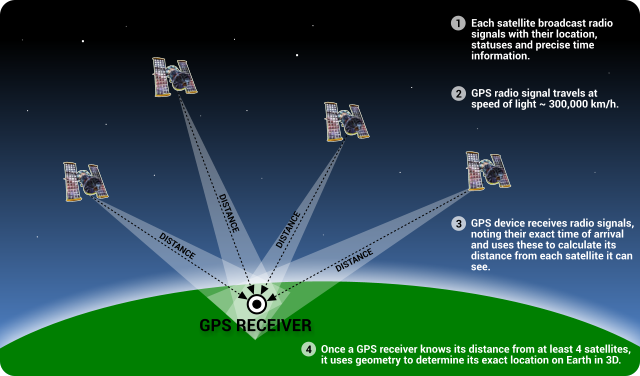 1 Each satellite broadcast radio
signals with their location,
statuses and precise time
information.
2 GPS radio signal travels at
speed of light ~ 300,000 km/h.
3 GPS device receives radio signals,
noting their exact time of arrival
and uses these to calculate its
distance from each satellite it can
see.
DISTANCE
DISTANCE
DISTANCE
DISTANCE
GPS RECEIVER
4 Once a GPS receiver knows its distance from at least 4 satellites,
it uses geometry to determine its exact location on Earth in 3D.